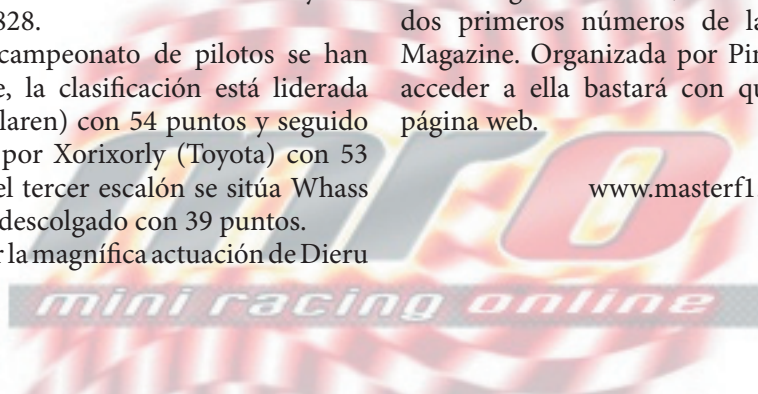 828.
campeonato de pilotos se han
e, la clasificación está liderada
laren) con 54 puntos y seguido
por Xorixorly (Toyota) con 53
el tercer escalón se sitúa Whass
descolgado con 39 puntos.
r la magnífica actuación de Dieru
dos primeros números de la
Magazine. Organizada por Pir
acceder a ella bastará con qu
página web.
www.masterf1
mro
mini racing online